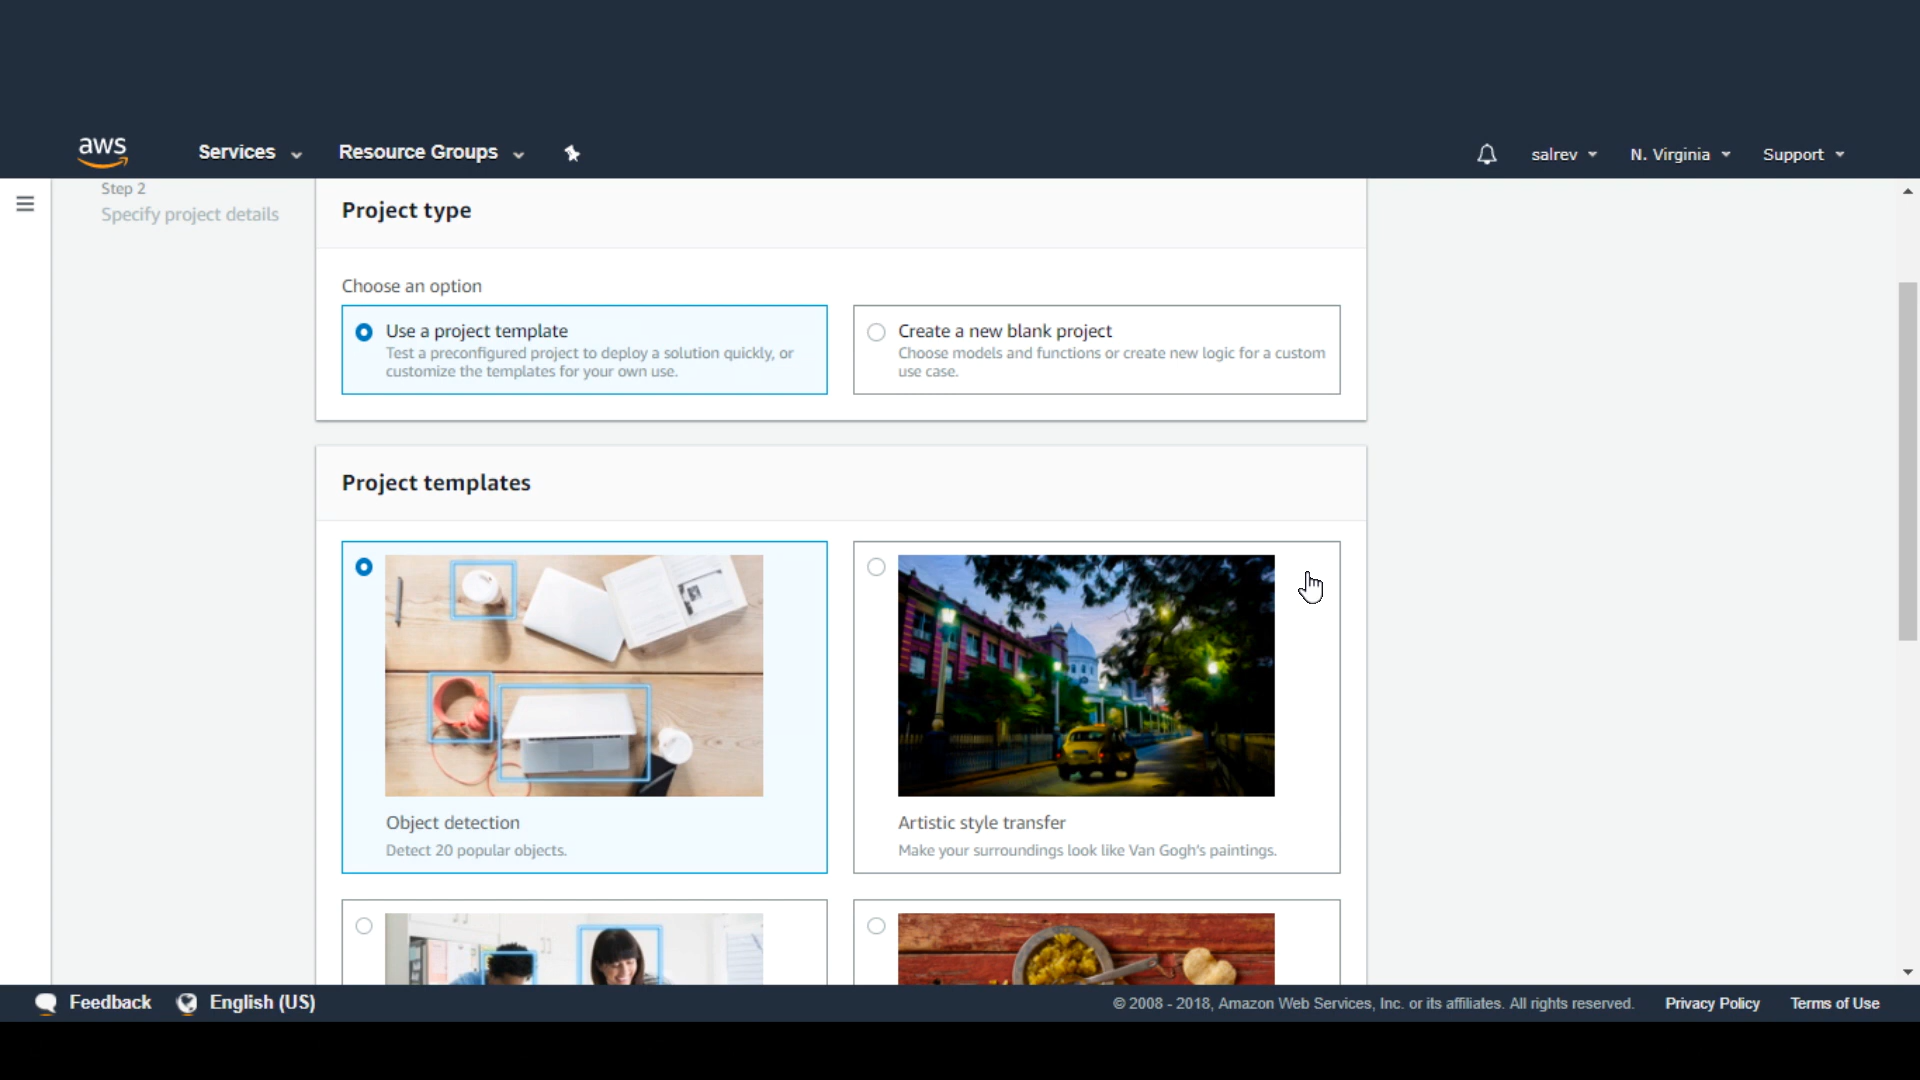 aws
Services
Resource Groups
salrev
N. Virginia
Support
Step 2
Specify project details
Project type
Choose an option
Use a project template
Test a preconfigured project to deploy a solution quickly, or
customize the templates for your own use.
Create a new blank project
Choose models and functions or create new logic for a custom
use case.
Project templates
Object detection
Detect 20 popular objects.
Artistic style transfer
Make your surroundings look like Van Gogh's paintings.
Feedback
English (US)
© 2008 - 2018, Amazon Web Services, Inc. or its affiliates. All rights reserved.
Privacy Policy
Terms of Use